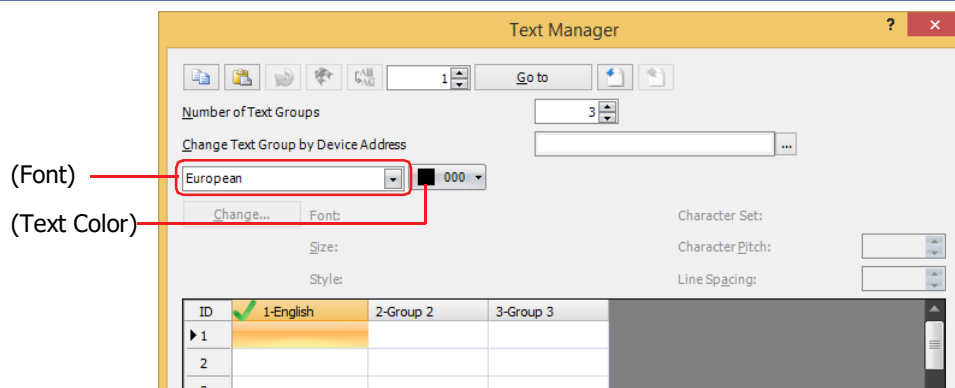 Text Manager
?
×
1
Go to
Number of Text Groups
3
Change Text Group by Device Address
...
(Font)
European
000
(Text Color)
Change...
Font:
Character Set:
Size:
Character Pitch:
Style:
Line Spacing:
ID
1-English
2-Group 2
3-Group 3
1
2